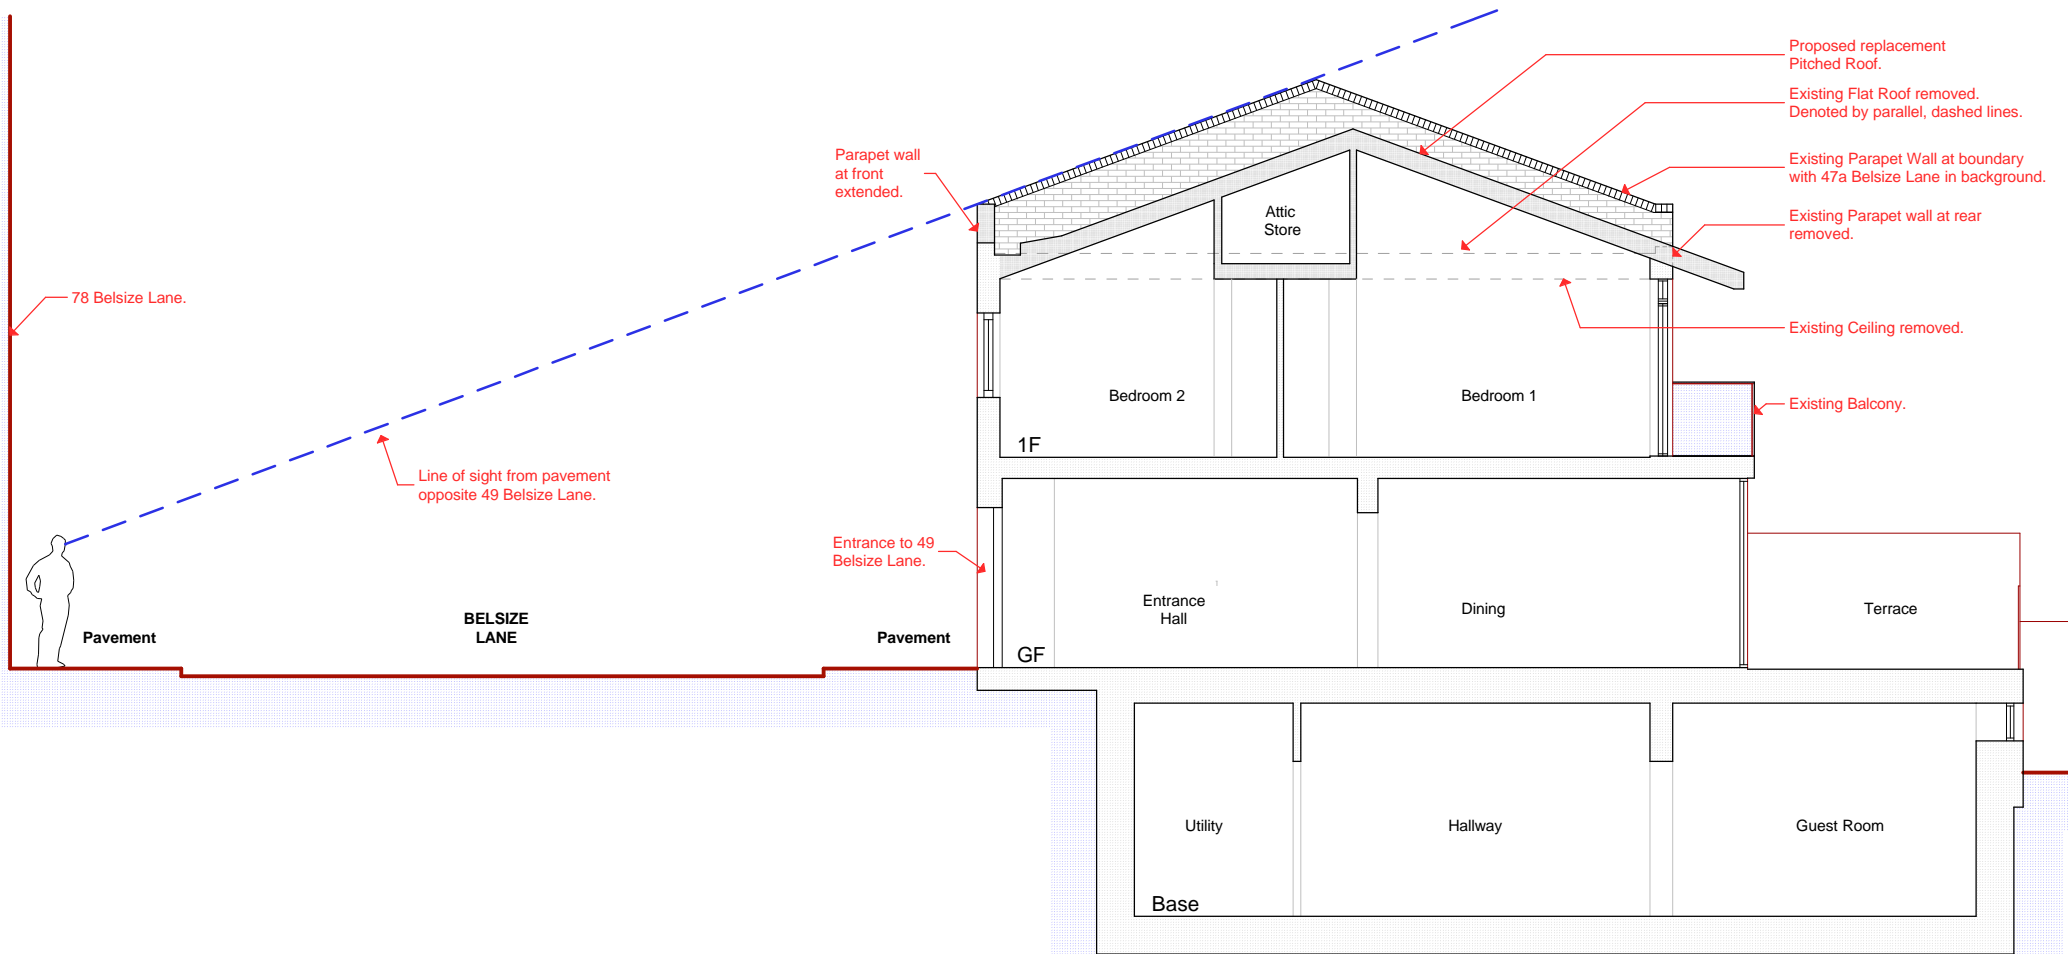 Proposed replacement
Pitched Roof.
Existing Flat Roof removed.
Denoted by parallel, dashed lines.
Parapet wall
at front
extended.
Existing Parapet Wall at boundary
with 47a Belsize Lane in background.
Attic
Store
Existing Parapet wall at rear
removed.
78 Belsize Lane.
Existing Ceiling removed.
Bedroom 2
Bedroom 1
Existing Balcony.
1F
Line of sight from pavement
opposite 49 Belsize Lane.
Entrance to 49
Belsize Lane.
Entrance
Hall
Dining
Terrace
Pavement
BELSIZE
LANE
Pavement
GF
Utility
Hallway
Guest Room
Base